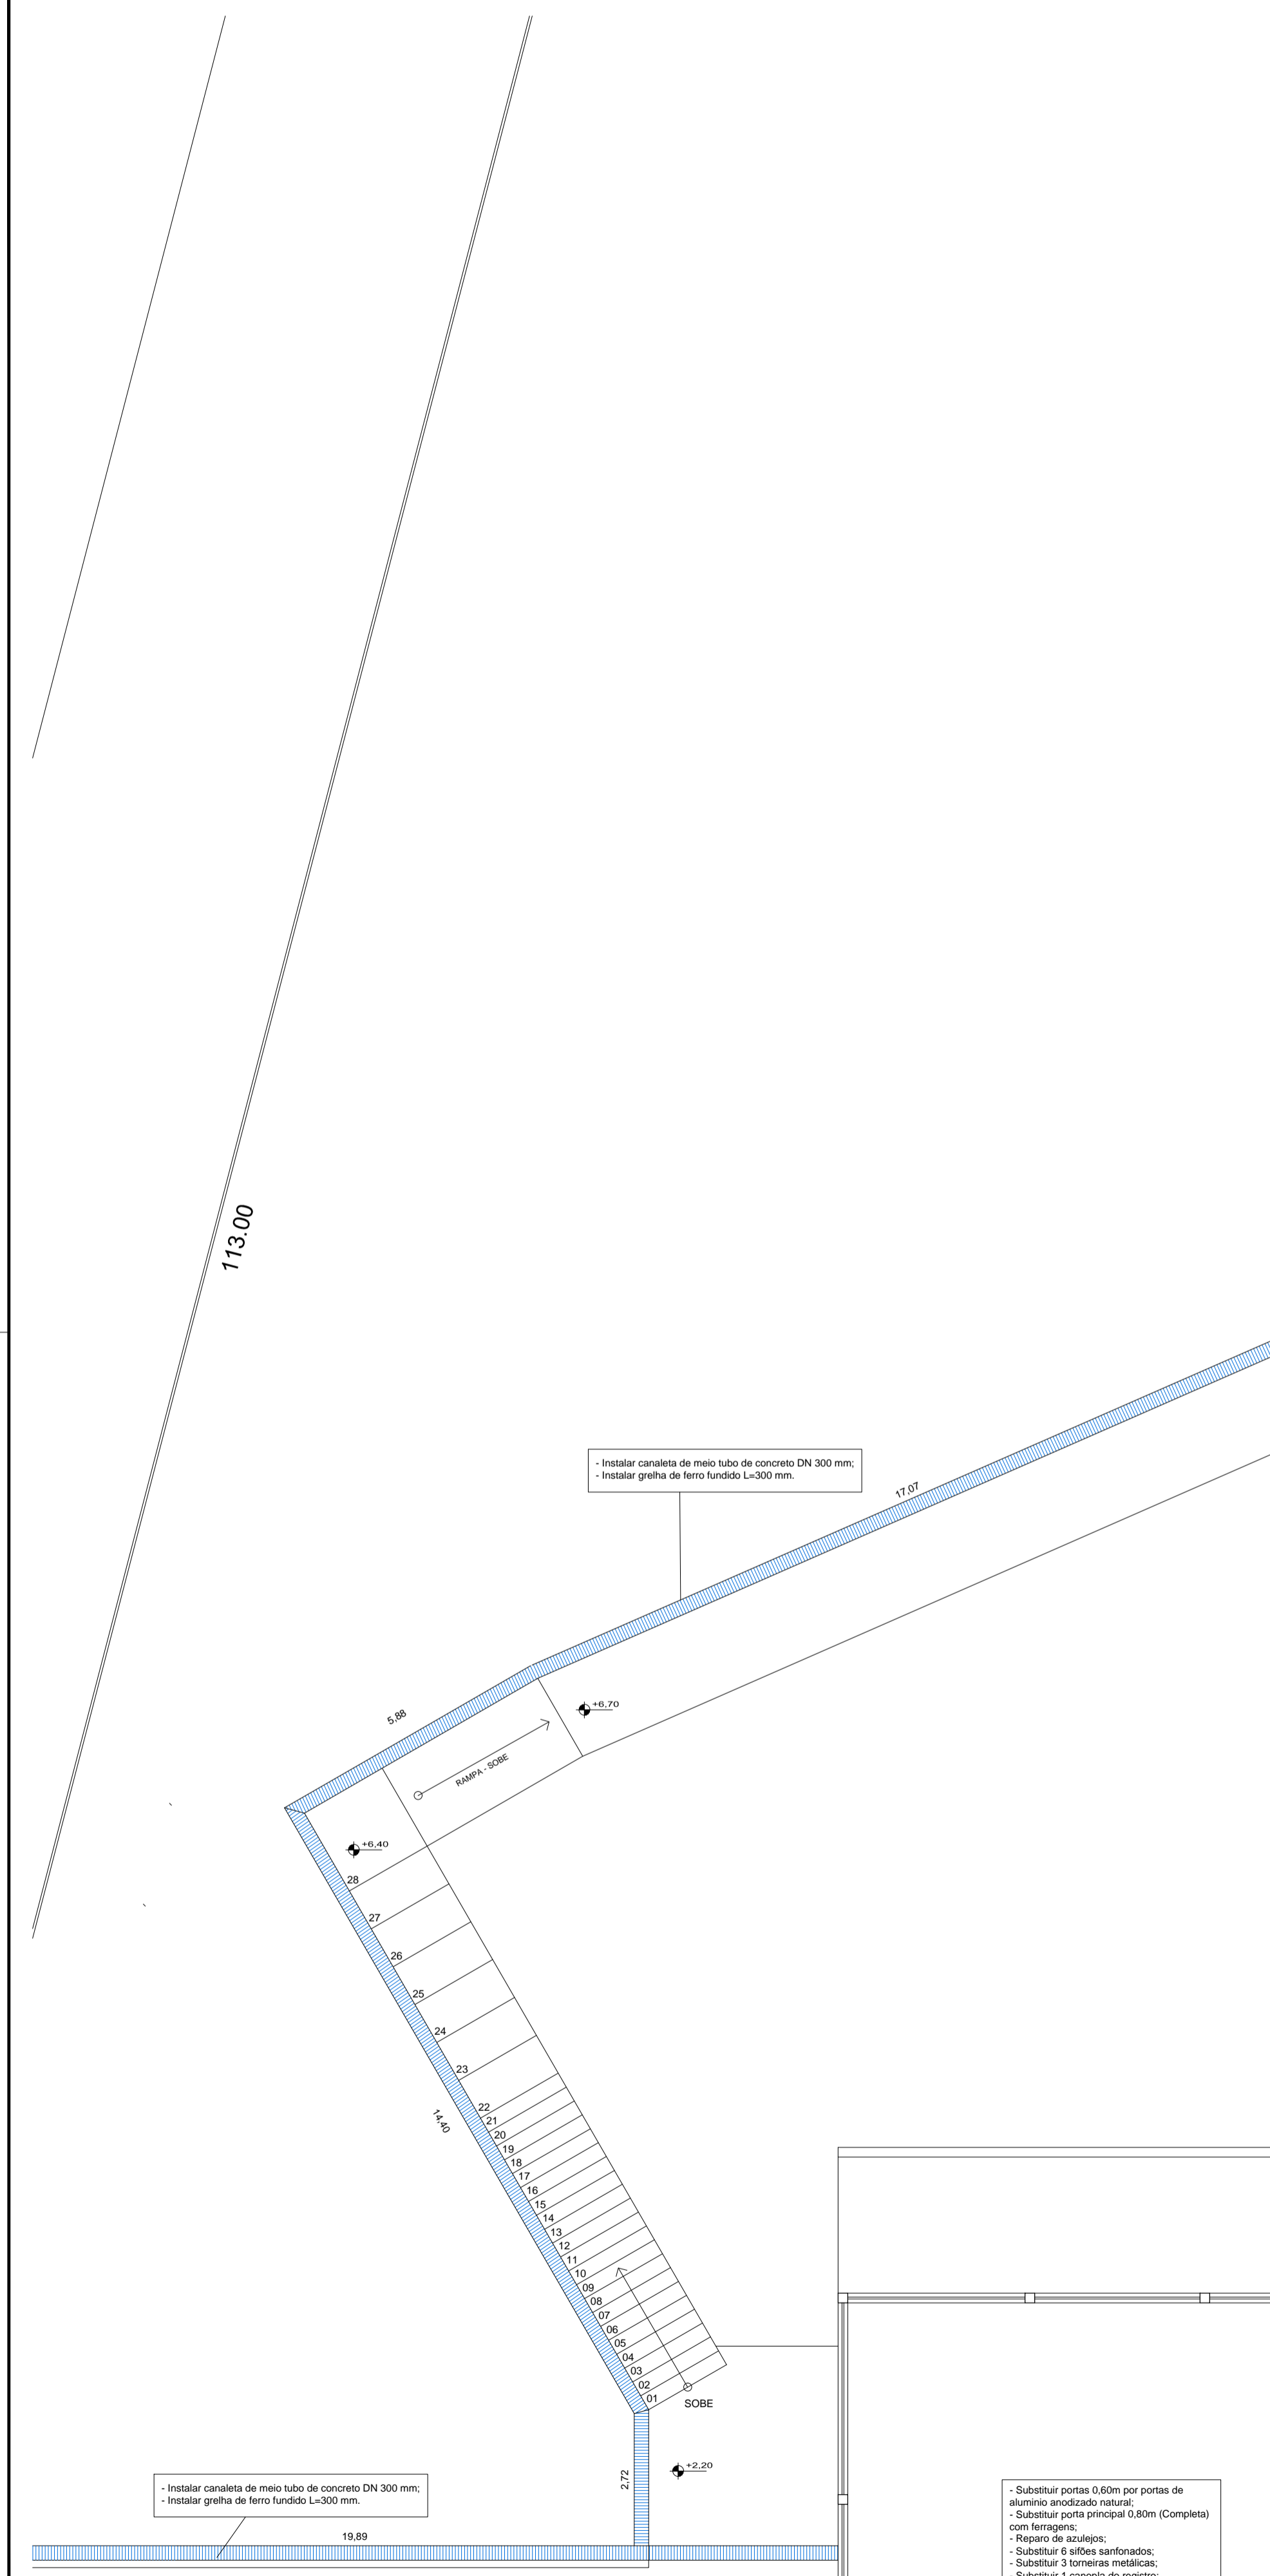 113.00
- Instalar canaleta de meio tubo de concreto DN 300 mm;
- Instalar grelha de ferro fundido L=300 mm.
17,07
+6,70
5,88
RAMPA - SOBE
+6,40
28
27
26
25
24
23
22
21
20
19
18
17
16
15
14
13
12
11
10
09
08
07
06
05
04
03
02
01
14,40
SOBE
+2,20
2,72
- Instalar canaleta de meio tubo de concreto DN 300 mm;
- Instalar grelha de ferro fundido L=300 mm.
19,89
- Substituir portas 0,60m por portas de
aluminio anodizado natural;
- Substituir porta principal 0,80m (Completa)
com ferragens;
- Reparo de azulejos;
- Substituir 6 sifões sanfonados;
- Substituir 3 torneiras metálicas;
- Substituir 1 canopla de registro;